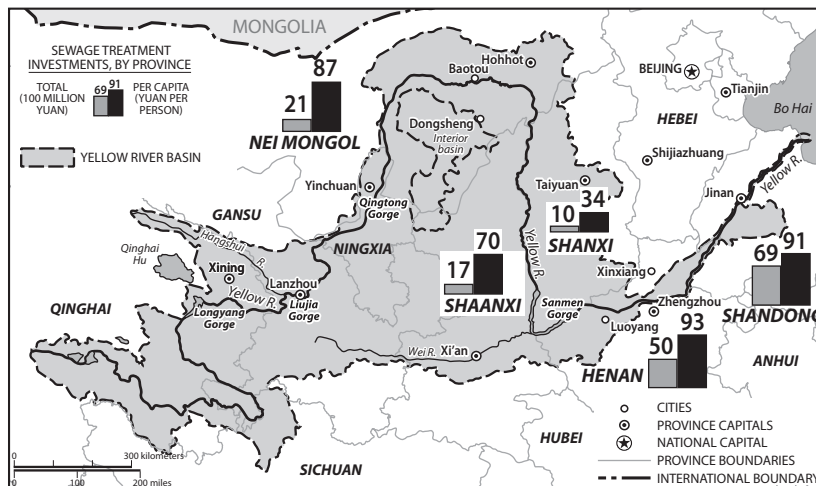 MONGOLIA
SEWAGE TREATMENT
INVESTMENTS, BY PROVINCE
TOTAL
(100 MILLION
YUAN)
69
91
PER CAPITA
(YUAN PER
PERSON)
YELLOW RIVER BASIN
21
87
NEI MONGOL
Hohhot
Baotou
Dongsheng
Interior
basin
BEIJING
Tianjin
Bo Hai
HEBEI
Shijiazhuang
Yellow R.
Jinan
Yinchuan
Qingtong
Gorge
Taiyuan
10
34
SHANXI
GANSU
NINGXIA
Yellow R.
Huangshui R.
Qinghai
Hu
Xining
Lanzhou
Yellow R.
Liujia
Gorge
Longyang
Gorge
17
70
SHAANXI
Xinxiang
69
91
SHANDONG
QINGHAI
Sanmen
Gorge
Zhengzhou
Luoyang
Wei R.
Xi'an
50
93
HENAN
ANHUI
HUBEI
SICHUAN
CITIES
PROVINCE CAPITALS
NATIONAL CAPITAL
PROVINCE BOUNDARIES
INTERNATIONAL BOUNDARY
0
300 kilometers
0
100
200 miles